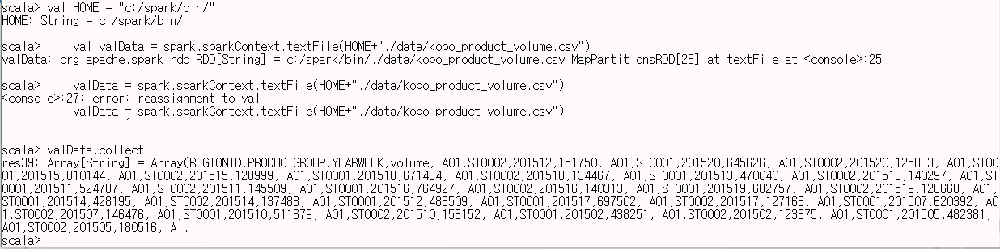 scala> val HOME = "c:/spark/bin/"
HOME: String = c:/spark/bin/
scala>     val valData = spark.sparkContext.textFile(HOME+"./data/kopo_product_volume.csv")
valData: org.apache.spark.rdd.RDD[String] = c:/spark/bin/./data/kopo_product_volume.csv MapPartitionsRDD[23] at textFile at <console>:25
scala>     valData = spark.sparkContext.textFile(HOME+"./data/kopo_product_volume.csv")
<console>:27: error: reassignment to val
           valData = spark.sparkContext.textFile(HOME+"./data/kopo_product_volume.csv")
                   ^
scala> valData.collect
res39: Array[String] = Array(REGIONID,PRODUCTGROUP,YEARWEEK,volume, A01,ST0002,201512,151750, A01,ST0001,201520,645626, A01,ST0002,201520,125863, A01,ST00
01,201515,810144, A01,ST0002,201515,128999, A01,ST0001,201518,671464, A01,ST0002,201518,134467, A01,ST0001,201513,470040, A01,ST0002,201513,140297, A01,ST
0001,201511,524787, A01,ST0002,201511,145509, A01,ST0001,201516,764927, A01,ST0002,201516,140313, A01,ST0001,201519,682757, A01,ST0002,201519,128668, A01,
ST0001,201514,428195, A01,ST0002,201514,137488, A01,ST0001,201512,486509, A01,ST0001,201517,697502, A01,ST0002,201517,127163, A01,ST0001,201507,620392, A0
1,ST0002,201507,146476, A01,ST0001,201510,511679, A01,ST0002,201510,153152, A01,ST0001,201502,438251, A01,ST0002,201502,123875, A01,ST0001,201505,482381,
A01,ST0002,201505,180516, A...
scala>